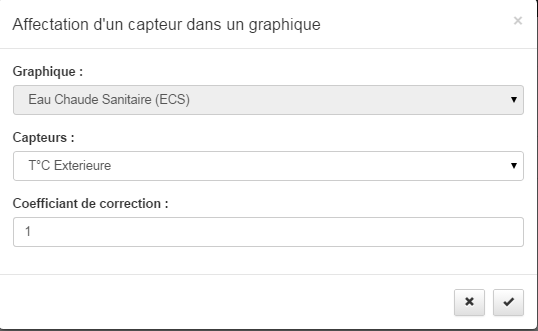 Affectation d'un capteur dans un graphique
×
Graphique :
Eau Chaude Sanitaire (ECS)
Capteurs :
T°C Exterieure
Coefficiant de correction :
1